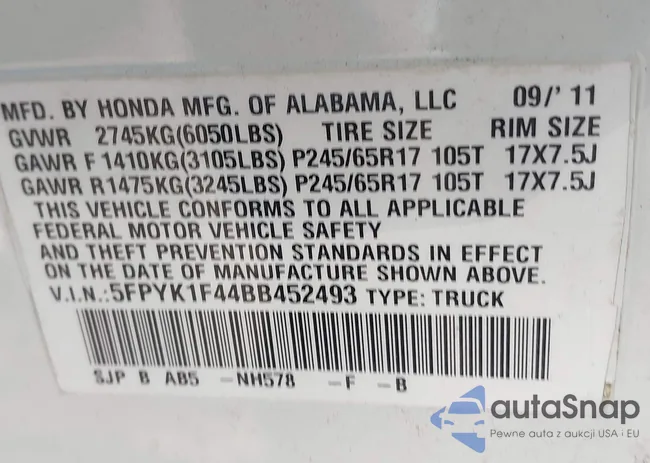 MFD. BY HONDA MFG. OF ALABAMA, LLC 09/' 11
GVWR 2745KG(6050LBS) TIRE SIZE RIM SIZE
GAWR F 1410KG(3105LBS) P245/65R17 105T 17X7.5J
GAWR R1475KG(3245LBS) P245/65R17 105T 17X7.5J
THIS VEHICLE CONFORMS TO ALL APPLICABLE
FEDERAL MOTOR VEHICLE SAFETY
AND THEFT PREVENTION STANDARDS IN EFFECT
ON THE DATE OF MANUFACTURE SHOWN ABOVE.
V.I.N.:5FPYK1F44BB452493 TYPE: TRUCK
SJP B AB5 -NH578 -F -B
autaSnap
Pewne auta z aukcji USA i EU